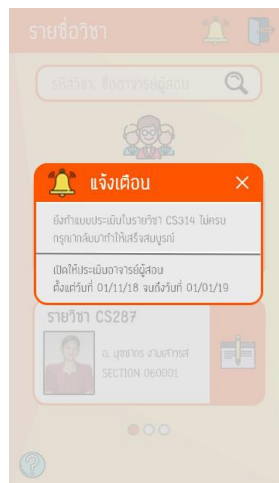 รายชื่อวิชา
รหัสวิชา, ชื่ออาจารย์ผู้สอน
แจ้งเตือน
ยังทำแบบประเมินในรายวิชา CS314 ไม่ครบ
กรุณากลับมาทำให้เสร็จสมบูรณ์
เปิดให้ประเมินอาจารย์ผู้สอน
ตั้งแต่วันที่ 01/11/18 จนถึงวันที่ 01/01/19
รายวิชา CS287
อ. นุชชากร งามเสาวรส
SECTION 060001